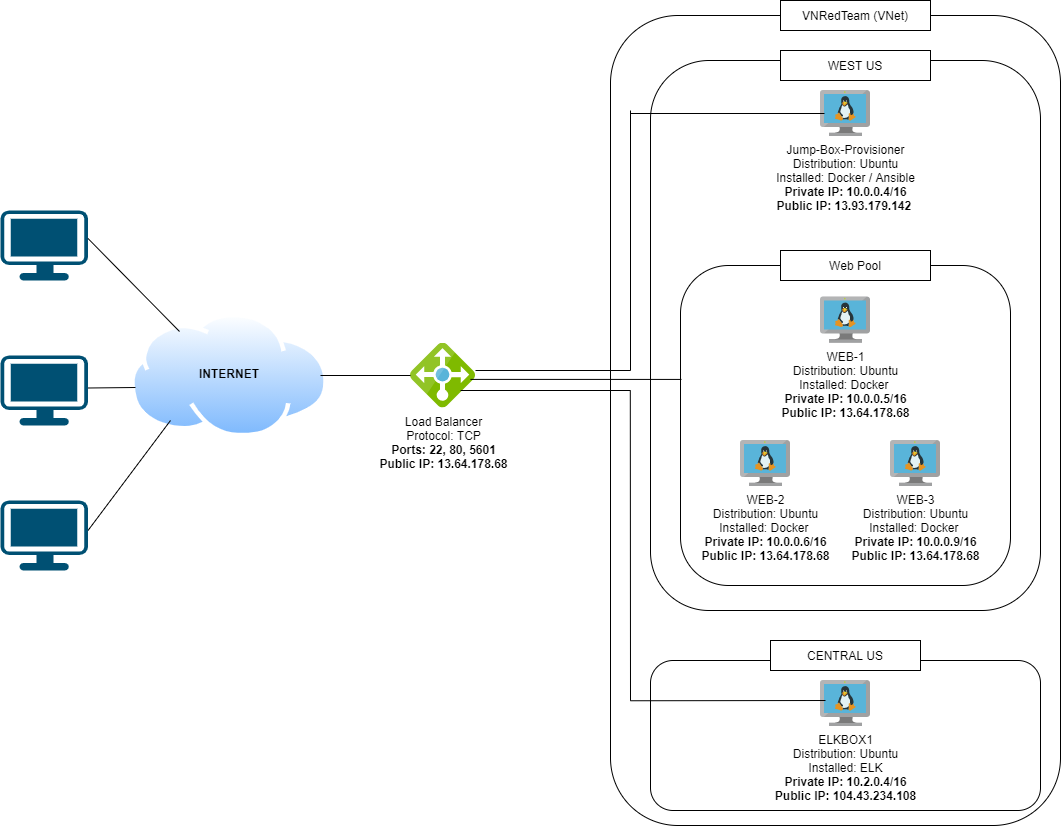 VNRedTeam (VNet)
WEST US
Jump-Box-Provisioner
Distribution: Ubuntu
Installed: Docker / Ansible
Private IP: 10.0.0.4/16
Public IP: 13.93.179.142
Web Pool
WEB-1
Distribution: Ubuntu
Installed: Docker
Private IP: 10.0.0.5/16
Public IP: 13.64.178.68
INTERNET
Load Balancer
Protocol: TCP
Ports: 22, 80, 5601
Public IP: 13.64.178.68
WEB-2
Distribution: Ubuntu
Installed: Docker
Private IP: 10.0.0.6/16
Public IP: 13.64.178.68
WEB-3
Distribution: Ubuntu
Installed: Docker
Private IP: 10.0.0.9/16
Public IP: 13.64.178.68
CENTRAL US
ELKBOX1
Distribution: Ubuntu
Installed: ELK
Private IP: 10.2.0.4/16
Public IP: 104.43.234.108